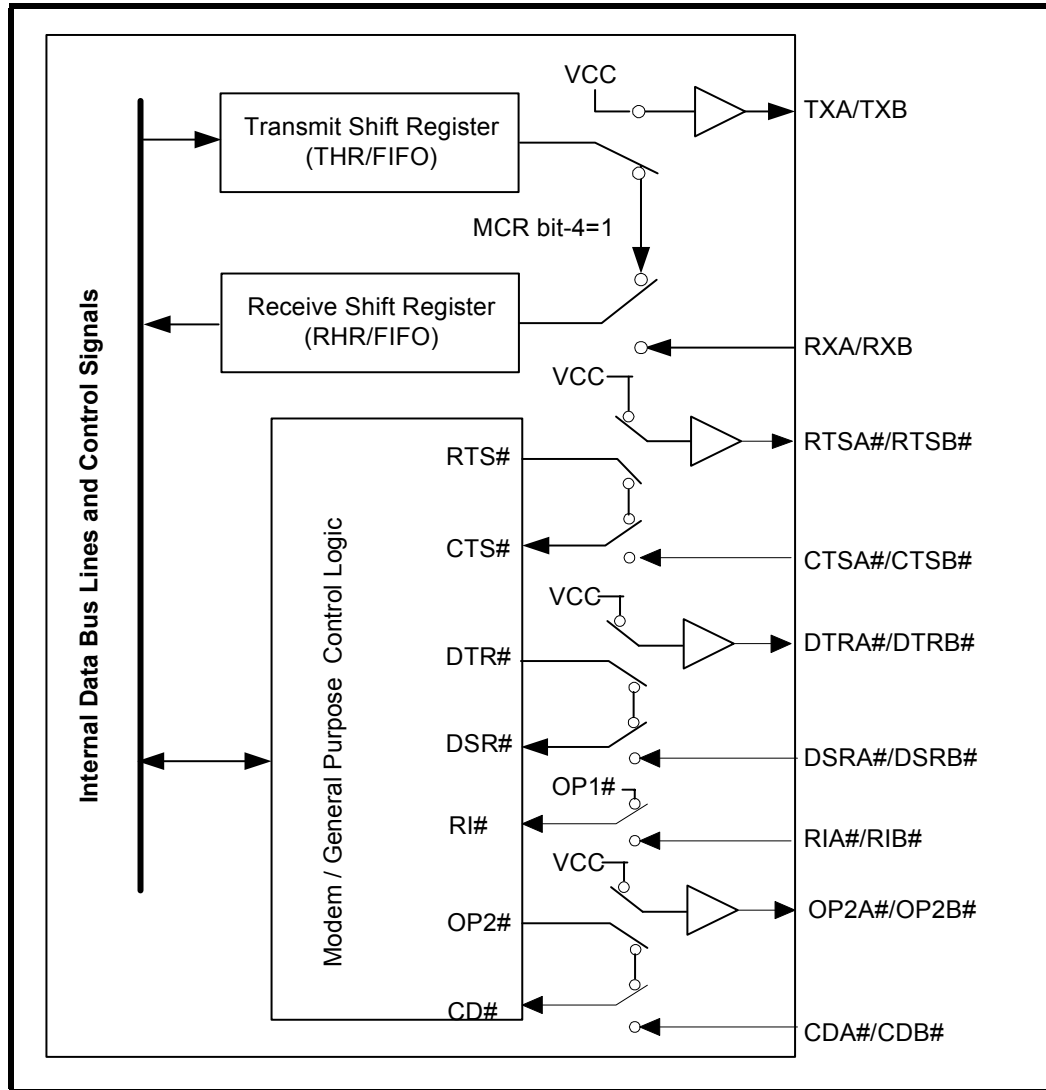 VCC
TXA/TXB
Transmit Shift Register
(THR/FIFO)
MCR bit-4=1
Receive Shift Register
(RHR/FIFO)
RXA/RXB
VCC
RTSA#/RTSB#
RTS#
CTS#
CTSA#/CTSB#
VCC
DTRA#/DTRB#
DTR#
DSR#
DSRA#/DSRB#
OP1#
RI#
RIA#/RIB#
VCC
OP2A#/OP2B#
OP2#
CD#
CDA#/CDB#
Internal Data Bus Lines and Control Signals
Modem / General Purpose Control Logic